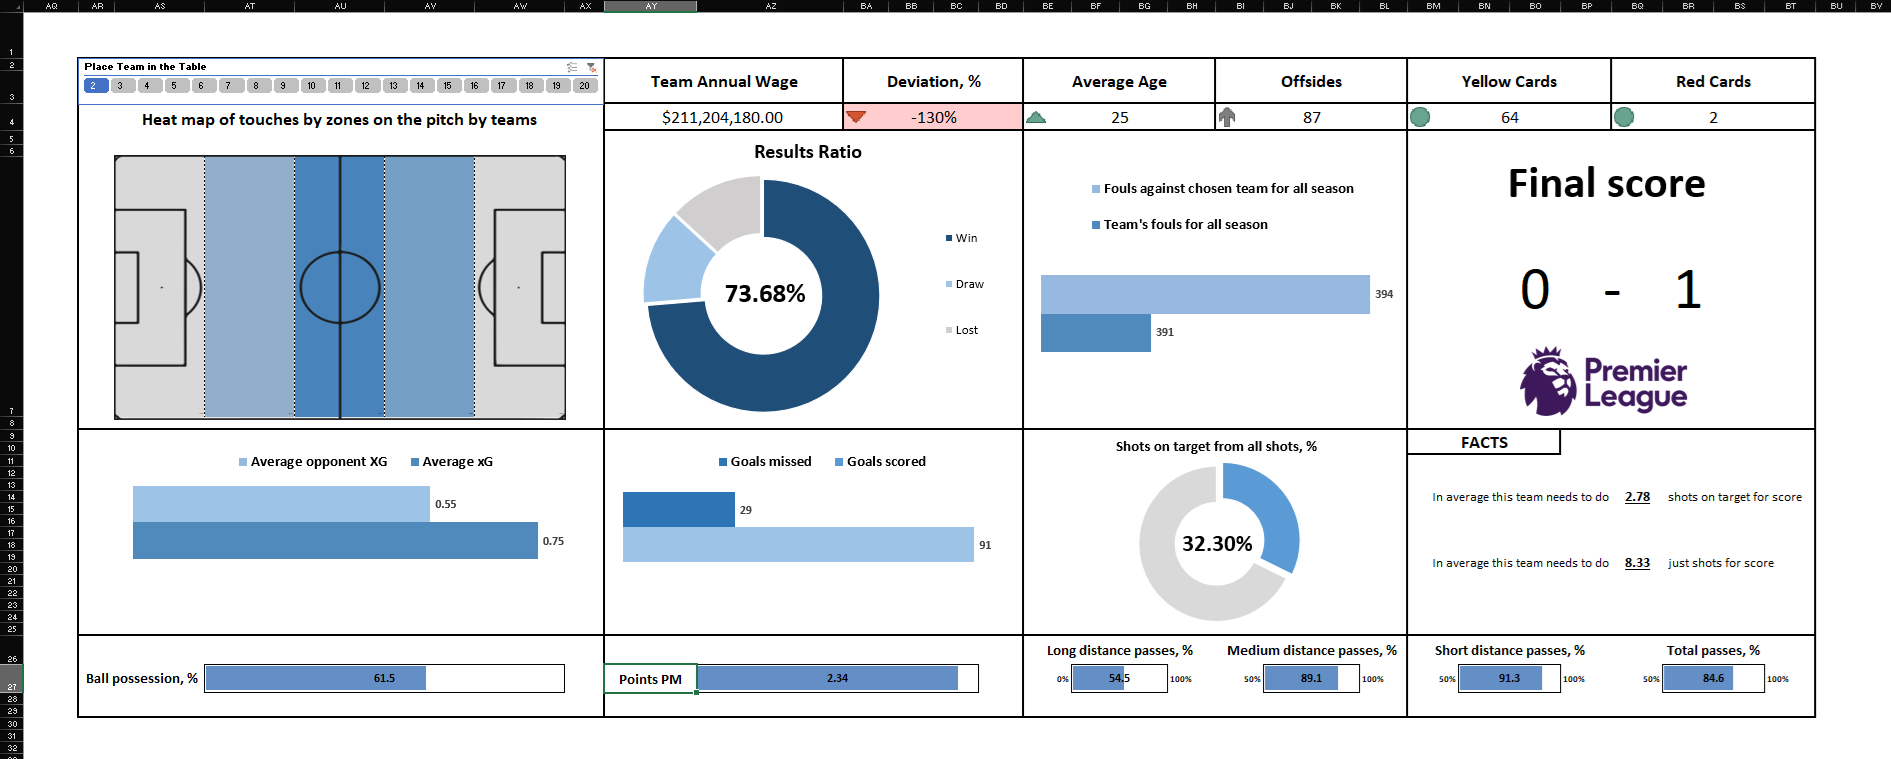 AQ AR AS AT AU AV AW AX AY AZ BA BB BC BD BE BF BG BH BI BJ BK BL BM BN BO BP BQ BR BS BT BU BV
1
2
3
4
5
6
7
8
9
10
11
12
13
14
15
16
17
18
19
20
21
22
23
24
25
26
27
28
29
30
31
32
Place Team in the Table
2 3 4 5 6 7 8 9 10 11 12 13 14 15 16 17 18 19 20
Team Annual Wage
Deviation, %
Average Age
Offsides
Yellow Cards
Red Cards
$211,204,180.00
-130%
25
87
64
2
Heat map of touches by zones on the pitch by teams
Results Ratio
73.68%
Win
Draw
Lost
Fouls against chosen team for all season
Team's fouls for all season
394
391
Final score
0 - 1
Premier
League
Average opponent XG
Average xG
0.55
0.75
Goals missed
Goals scored
29
91
Shots on target from all shots, %
32.30%
FACTS
In average this team needs to do 2.78 shots on target for score
In average this team needs to do 8.33 just shots for score
Ball possession, %
61.5
Points PM
2.34
Long distance passes, %
0% 54.5 100%
Medium distance passes, %
50% 89.1 100%
Short distance passes, %
50% 91.3 100%
Total passes, %
50% 84.6 100%